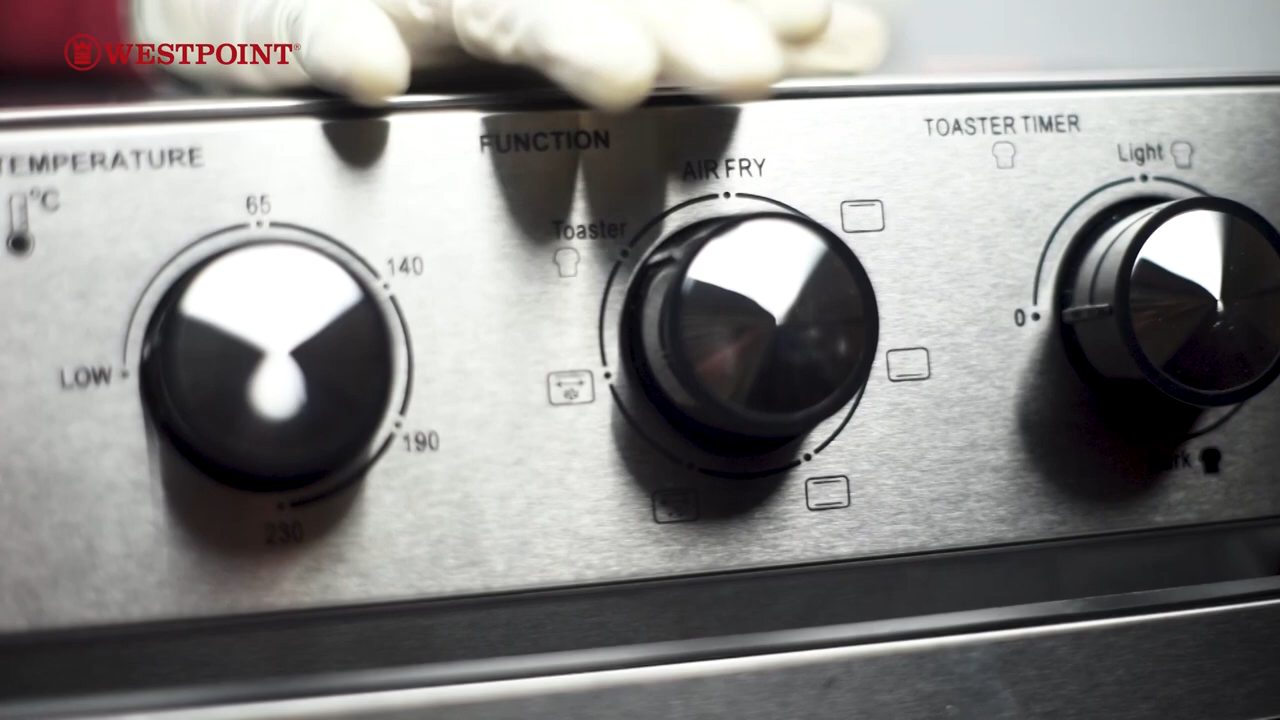 WESTPOINT®
TEMPERATURE
°C
65
140
LOW
190
230
FUNCTION
AIR FRY
Toaster
TOASTER TIMER
Light
0